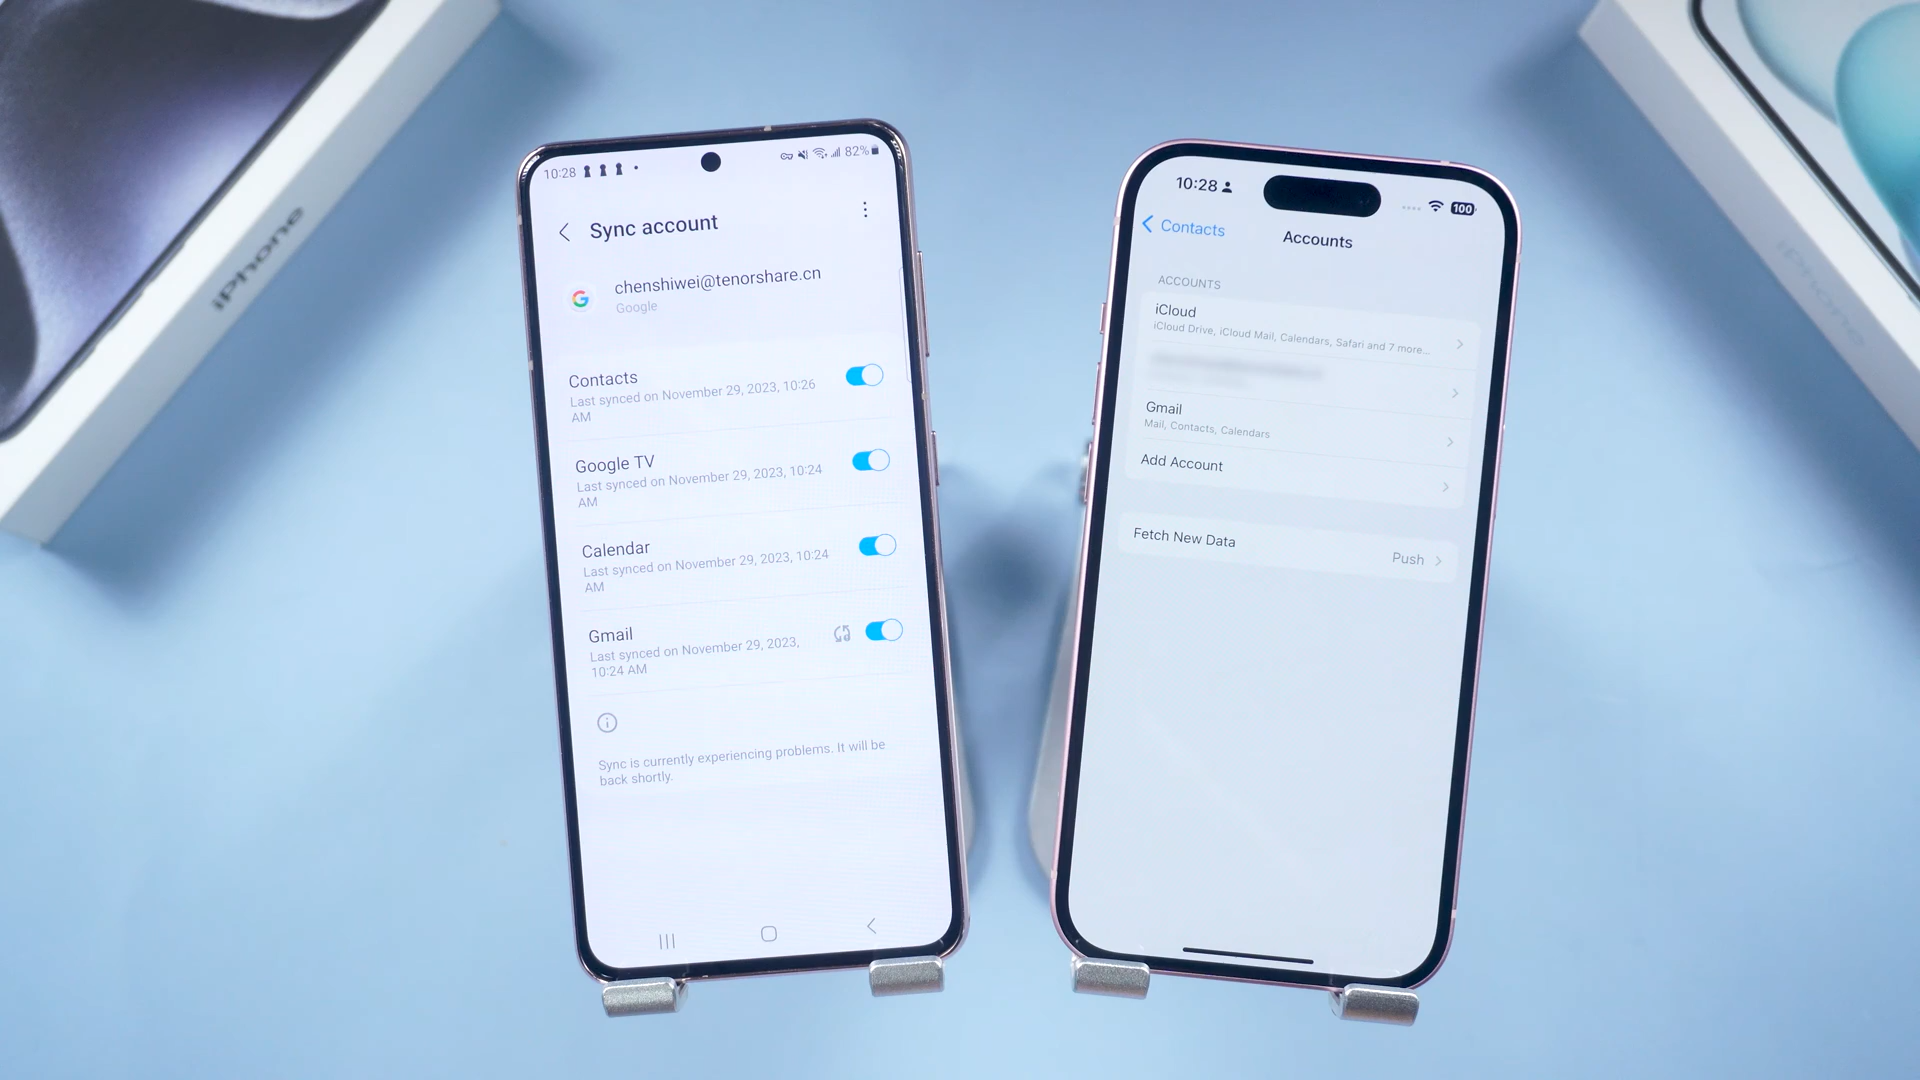 iPhone
10:28
82%
Sync account
chenshiwei@tenorshare.cn
Google
Contacts
Last synced on November 29, 2023, 10:26
AM
Google TV
Last synced on November 29, 2023, 10:24
AM
Calendar
Last synced on November 29, 2023, 10:24
AM
Gmail
Last synced on November 29, 2023,
10:24 AM
Sync is currently experiencing problems. It will be
back shortly.
10:28
100
Contacts
Accounts
ACCOUNTS
iCloud
iCloud Drive, iCloud Mail, Calendars, Safari and 7 more...
Gmail
Mail, Contacts, Calendars
Add Account
Fetch New Data
Push
iPhone